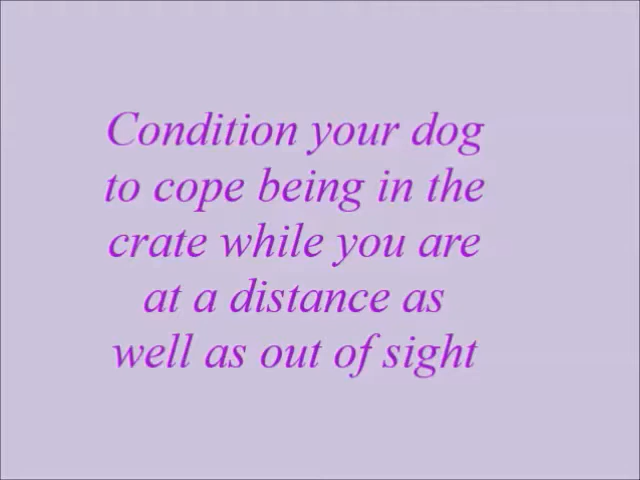 Condition your dog
to cope being in the
crate while you are
at a distance as
well as out of sight